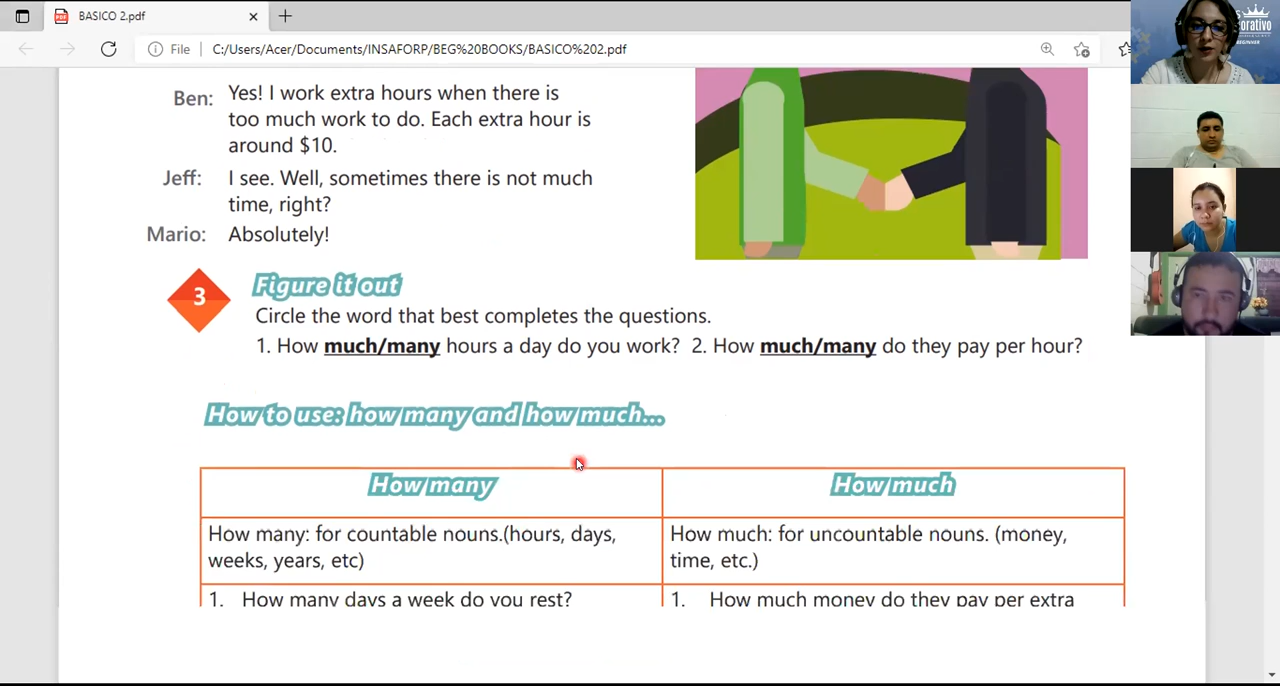 BASICO 2.pdf
File C:/Users/Acer/Documents/INSAFORP/BEG%20BOOKS/BASICO%202.pdf
Ben: Yes! I work extra hours when there is
too much work to do. Each extra hour is
around $10.
Jeff: I see. Well, sometimes there is not much
time, right?
Mario: Absolutely!
3 Figure it out
Circle the word that best completes the questions.
1. How much/many hours a day do you work? 2. How much/many do they pay per hour?
How to use: how many and how much...
How many
How much
How many: for countable nouns.(hours, days,
weeks, years, etc)
How much: for uncountable nouns. (money,
time, etc.)
1. How many days a week do you rest?
1. How much money do they pay per extra
BEGINNER